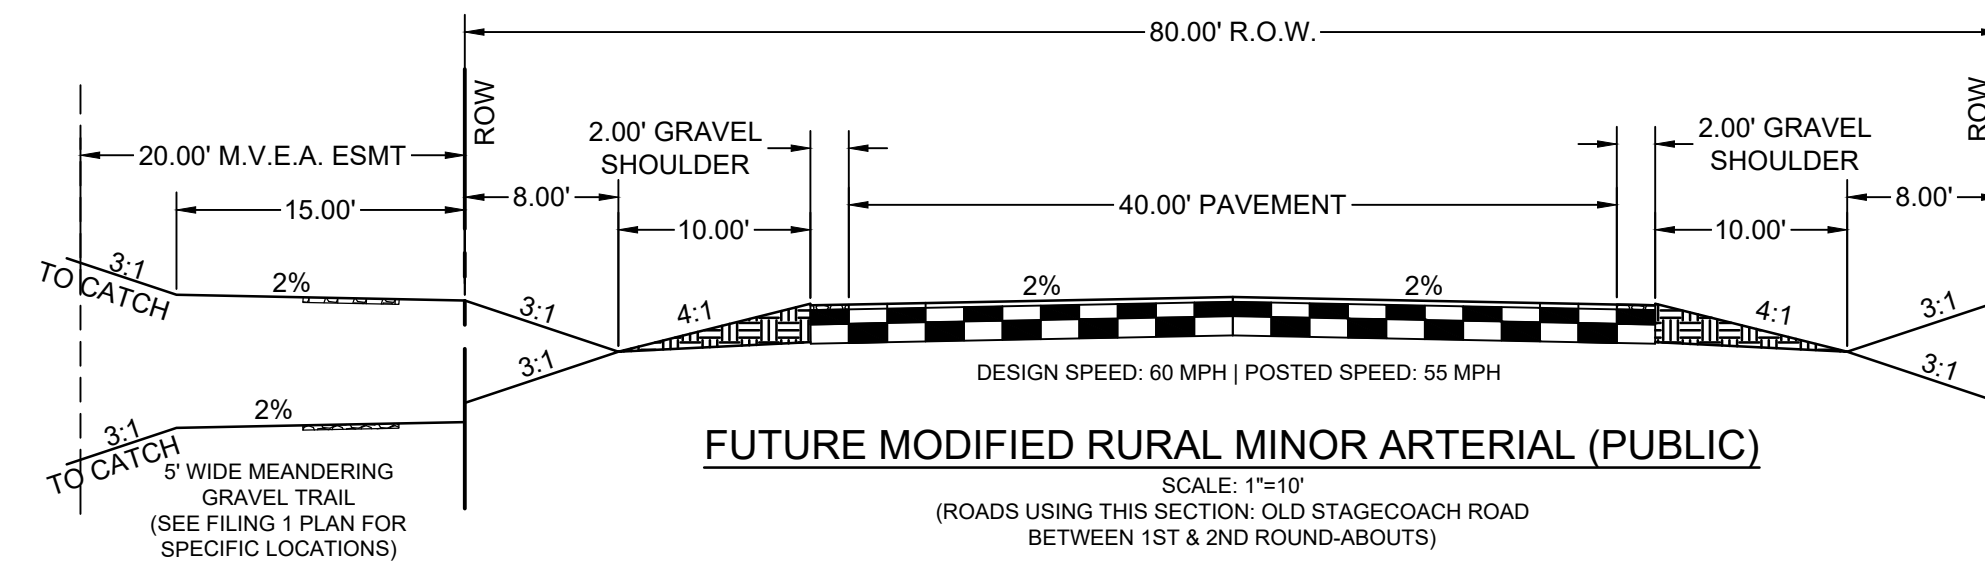 80.00' R.O.W.
ROW
ROW
2.00' GRAVEL
SHOULDER
2.00' GRAVEL
SHOULDER
20.00' M.V.E.A. ESMT
15.00'
8.00'
10.00'
40.00' PAVEMENT
10.00'
8.00'
3:1
TO CATCH
2%
3:1
4:1
2%
2%
4:1
3:1
3:1
3:1
DESIGN SPEED: 60 MPH | POSTED SPEED: 55 MPH
2%
3:1
TO CATCH
5' WIDE MEANDERING
GRAVEL TRAIL
(SEE FILING 1 PLAN FOR
SPECIFIC LOCATIONS)
FUTURE MODIFIED RURAL MINOR ARTERIAL (PUBLIC)
SCALE: 1"=10'
(ROADS USING THIS SECTION: OLD STAGECOACH ROAD
BETWEEN 1ST & 2ND ROUND-ABOUTS)